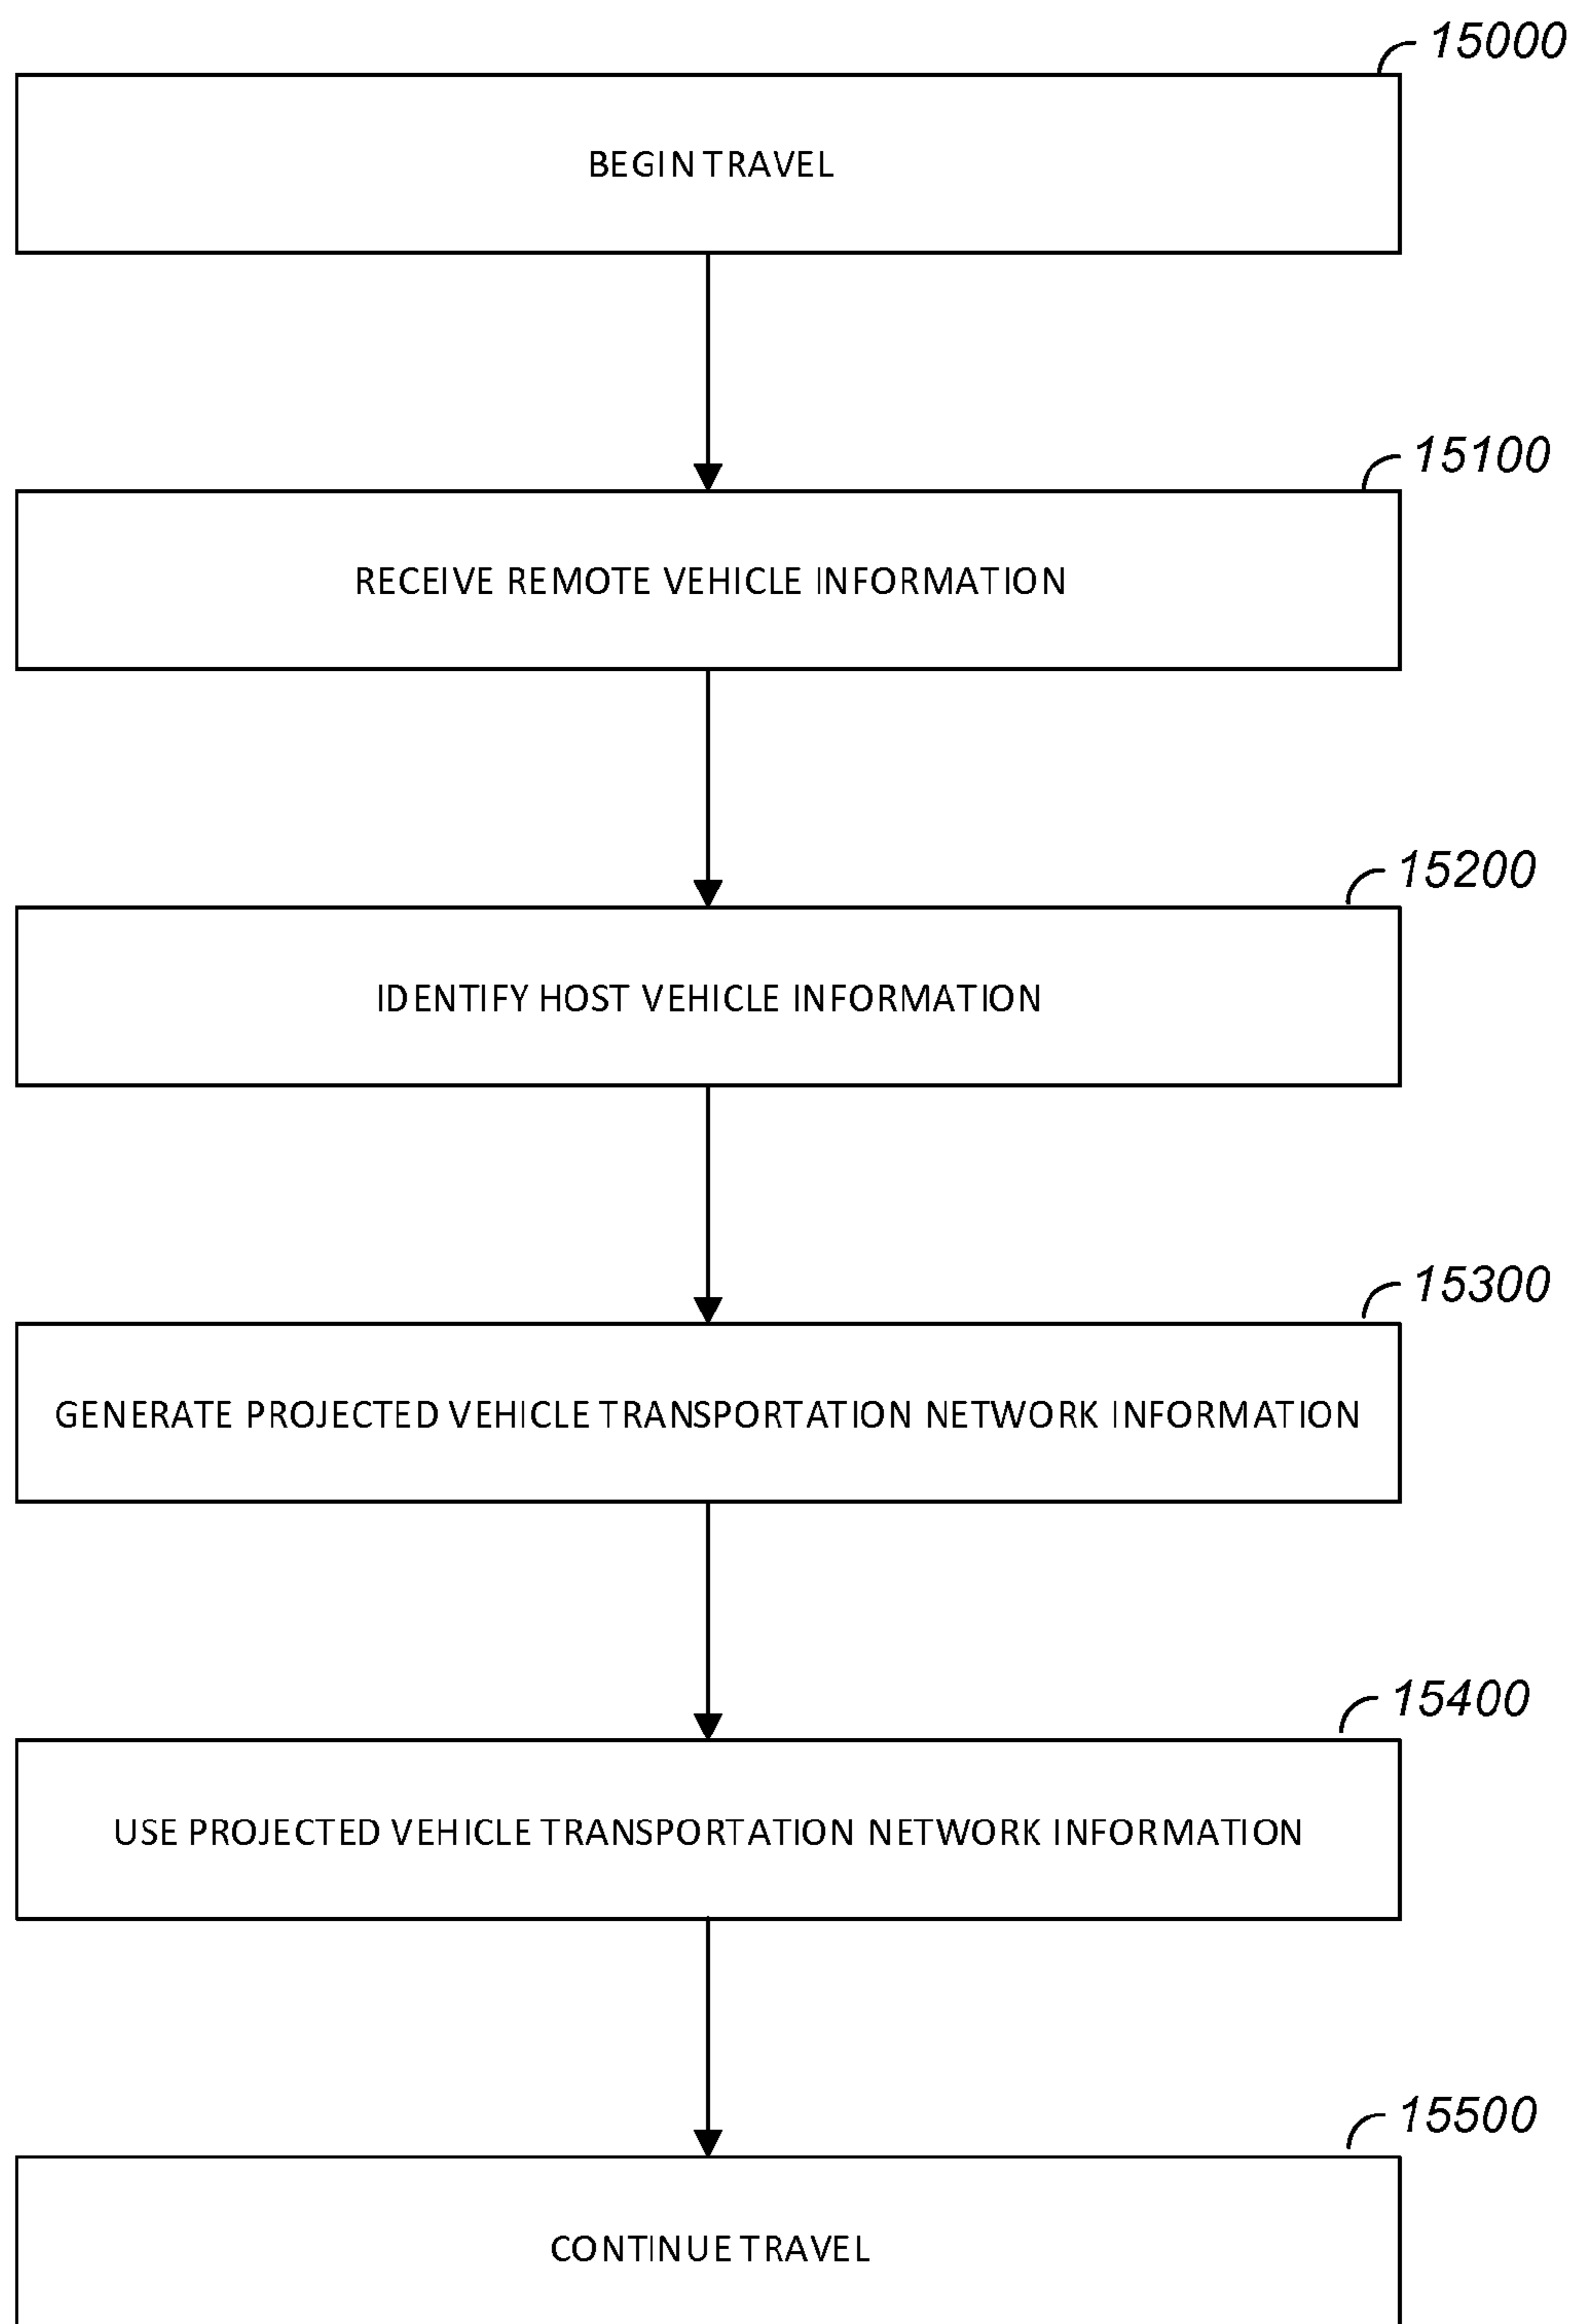 15000
BEGIN TRAVEL
15100
RECEIVE REMOTE VEHICLE INFORMATION
15200
IDENTIFY HOST VEHICLE INFORMATION
15300
GENERATE PROJECTED VEHICLE TRANSPORTATION NETWORK INFORMATION
15400
USE PROJECTED VEHICLE TRANSPORTATION NETWORK INFORMATION
15500
CONTINUE TRAVEL